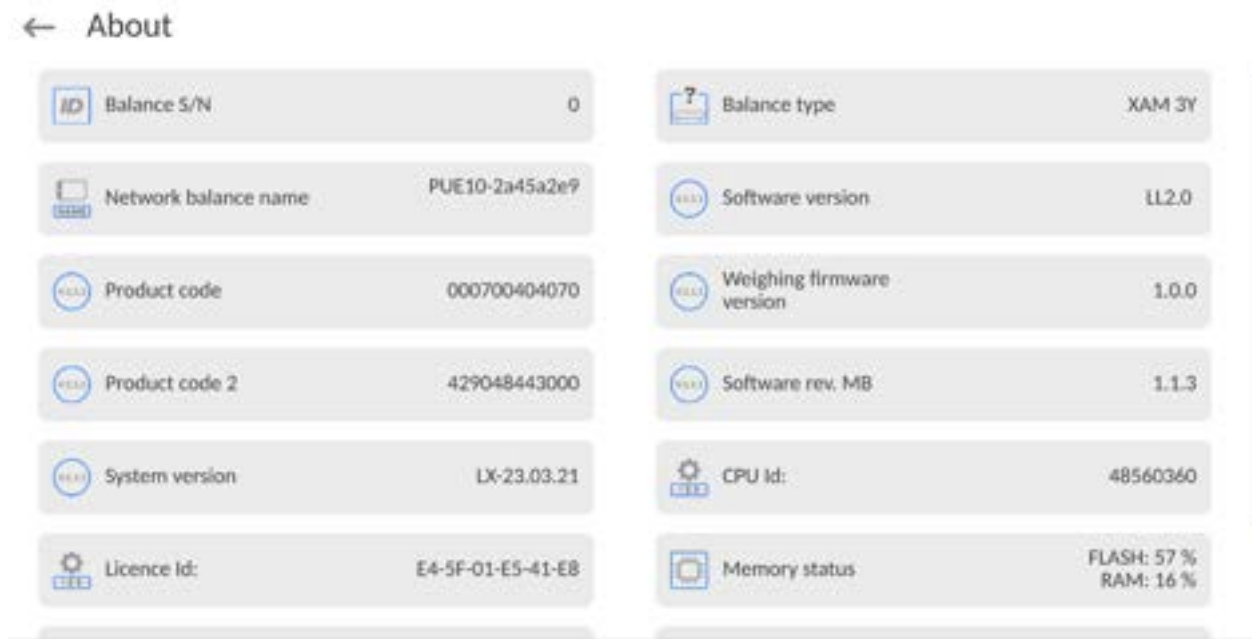 About
Balance S/N 0
Balance type XAM 3Y
Network balance name PUE10-2a45a2e9
Software version LL2.0
Product code 000700404070
Weighing firmware
version 1.0.0
Product code 2 429048443000
Software rev. MB 1.1.3
System version LX-23.03.21
CPU Id: 48560360
Licence Id: E4-5F-01-E5-41-E8
Memory status FLASH: 57 %
RAM: 16 %